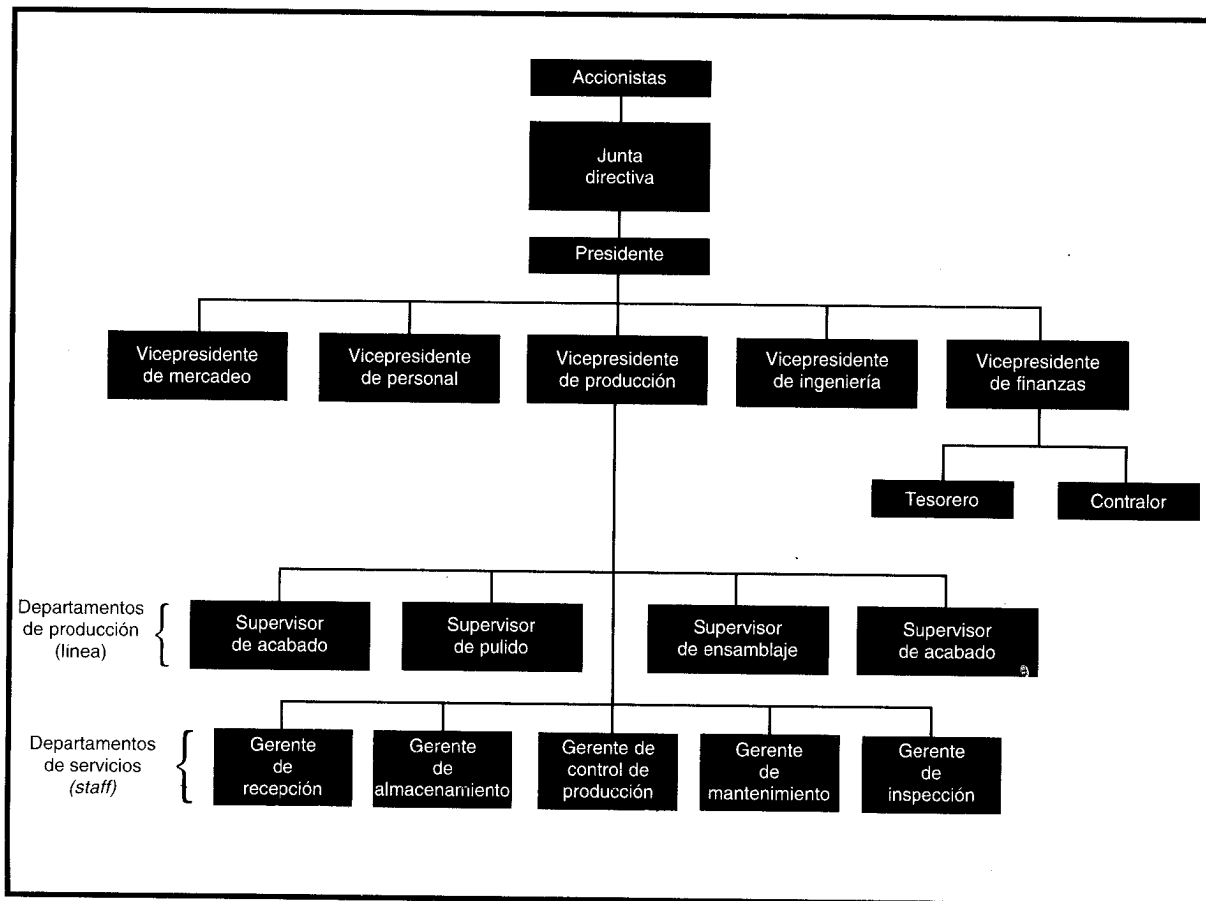 Accionistas
Junta
directiva
Presidente
Vicepresidente
de mercadeo
Vicepresidente
de personal
Vicepresidente
de producción
Vicepresidente
de ingeniería
Vicepresidente
de finanzas
Tesorero
Contralor
Departamentos
de producción
(línea)
Supervisor
de acabado
Supervisor
de pulido
Supervisor
de ensamblaje
Supervisor
de acabado
Departamentos
de servicios
(staff)
Gerente
de
recepción
Gerente
de
almacenamiento
Gerente de
control de
producción
Gerente
de
mantenimiento
Gerente
de
inspección